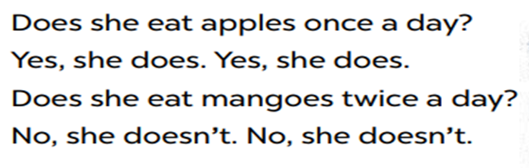 Does she eat apples once a day?
Yes, she does. Yes, she does.
Does she eat mangoes twice a day?
No, she doesn’t. No, she doesn’t.